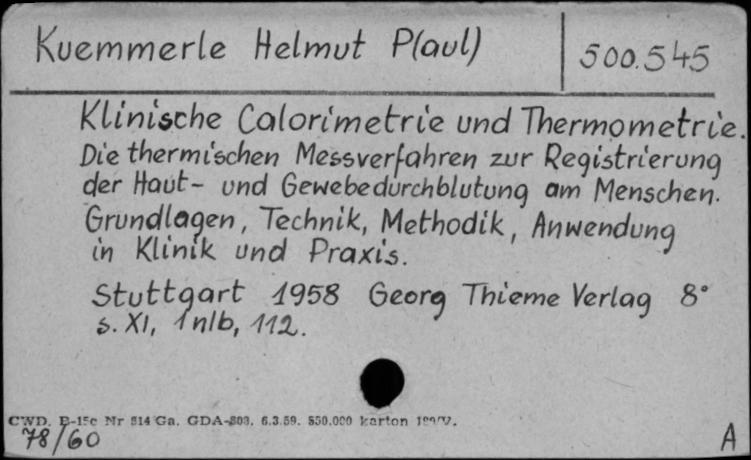 Kuemmerle Helmut P(aul)
500.545
Klinische Calorimetrie und Thermometrie.
Die thermischen Messverfahren zur Registrierung
der Haut- und Gewebedurchblutung am Menschen.
Grundlagen, Technik, Methodik, Anwendung
in Klinik und Praxis.
Stuttgart 1958 Georg Thieme Verlag 8°
s. XI, 1 nlb, 112.
CWD. Nr 814 Ga. GDA-803. 6.3.59. 550.000 karton
78/60
A